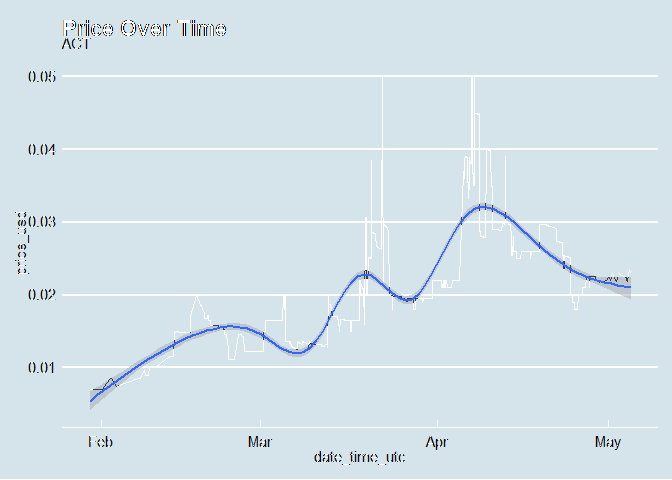 Price Over Time
ACT
0.05
0.04
0.03
0.02
0.01
price_usd
Feb
Mar
Apr
May
date_time_utc